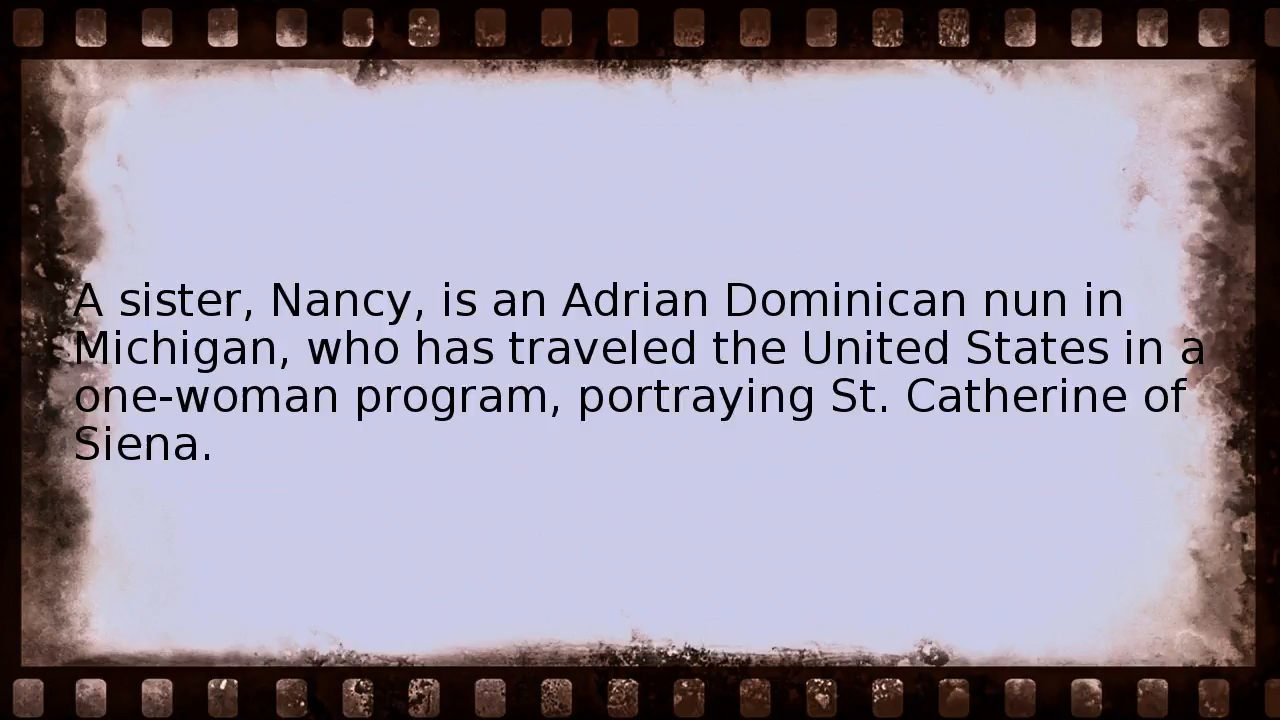 A sister, Nancy, is an Adrian Dominican nun in
Michigan, who has traveled the United States in a
one-woman program, portraying St. Catherine of
Siena.